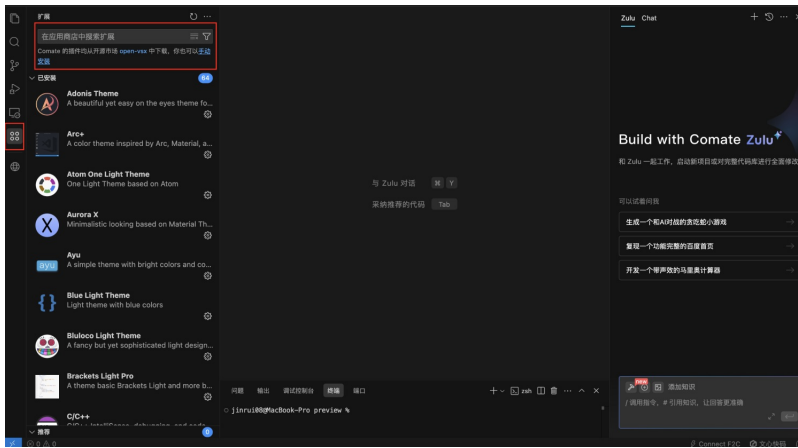 扩展
在应用商店中搜索扩展
Comate 的插件均从开源市场 open-vsx 中下载，你也可以手动
安装
已安装
64
Adonis Theme
A beautiful yet easy on the eyes theme fo...
Arc+
A color theme inspired by Arc, Material, a...
Atom One Light Theme
One Light Theme based on Atom
Aurora X
Minimalistic looking based on Material Th...
Ayu
A simple theme with bright colors and co...
Blue Light Theme
Light theme with blue colors
Bluloco Light Theme
A fancy but yet sophisticated light design...
Brackets Light Pro
A theme basic Brackets Light and more b...
C/C++
推荐
0
与 Zulu 对话 ⌘ Y
采纳推荐的代码 Tab
问题 输出 调试控制台 终端 端口
zsh
jinrui08@MacBook-Pro preview %
Zulu Chat
Build with Comate Zulu
和 Zulu 一起工作，启动新项目或对完整代码库进行全面修改
可以试着问我
生成一个和AI对战的贪吃蛇小游戏
复现一个功能完整的百度首页
开发一个带声效的马里奥计算器
new
添加知识
/ 调用指令，# 引用知识，让回答更准确
0 0
Connect F2C 文心快码